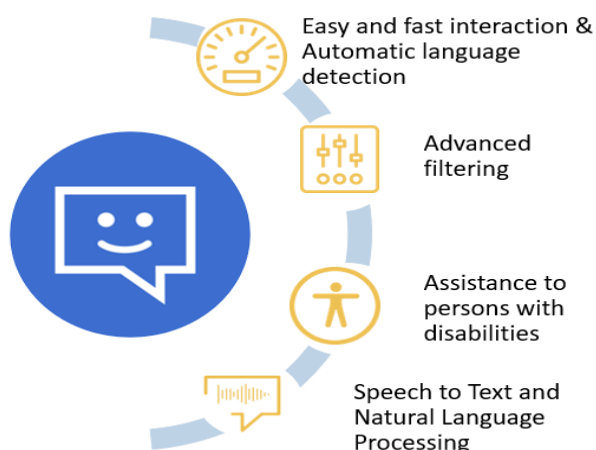 Easy and fast interaction &
Automatic language
detection
Advanced
filtering
Assistance to
persons with
disabilities
Speech to Text and
Natural Language
Processing